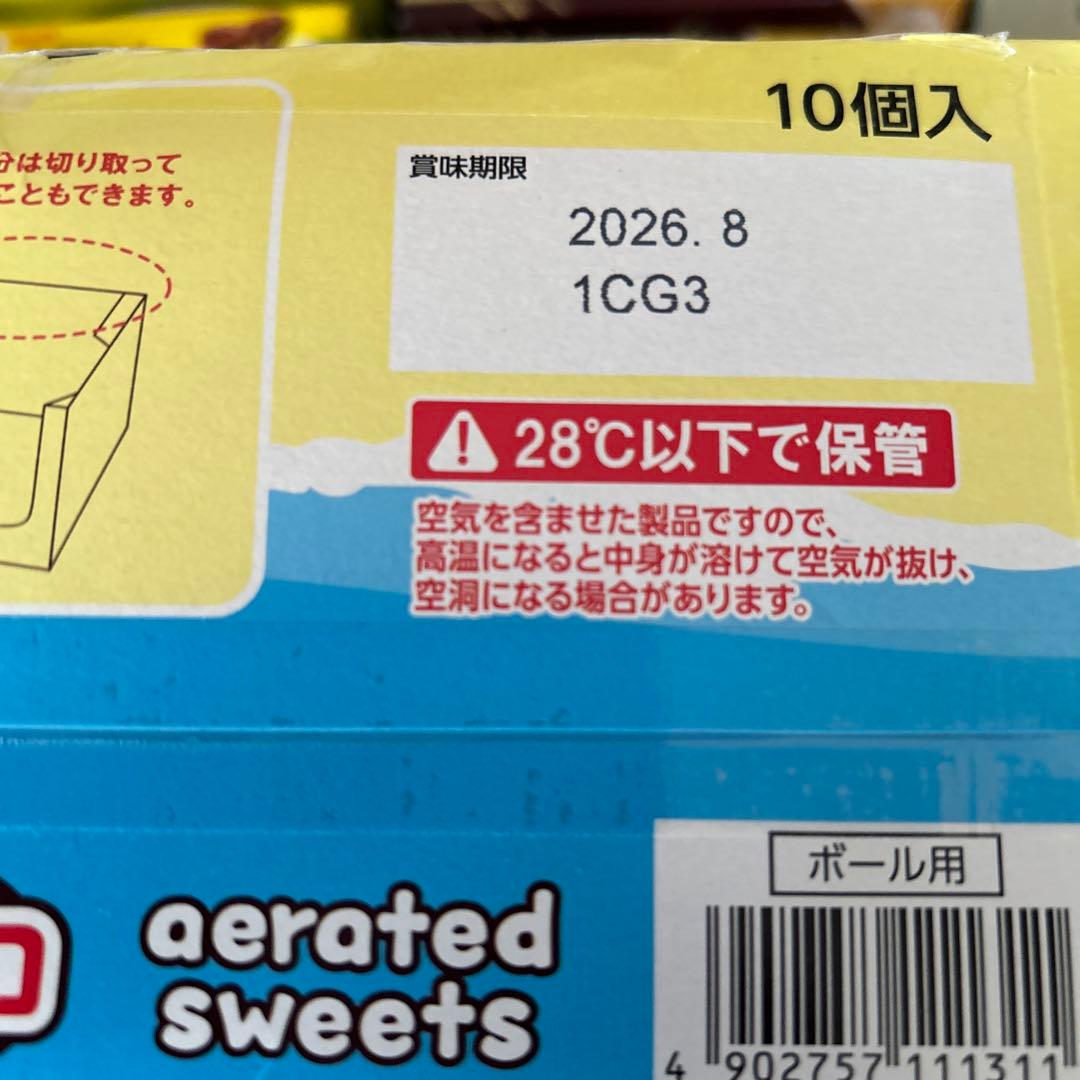 10個入
分は切り取って
こともできます。
賞味期限
2026. 8
1CG3
28℃以下で保管
空気を含ませた製品ですので、
高温になると中身が溶けて空気が抜け、
空洞になる場合があります。
aerated
sweets
ボール用
4 902757 111311